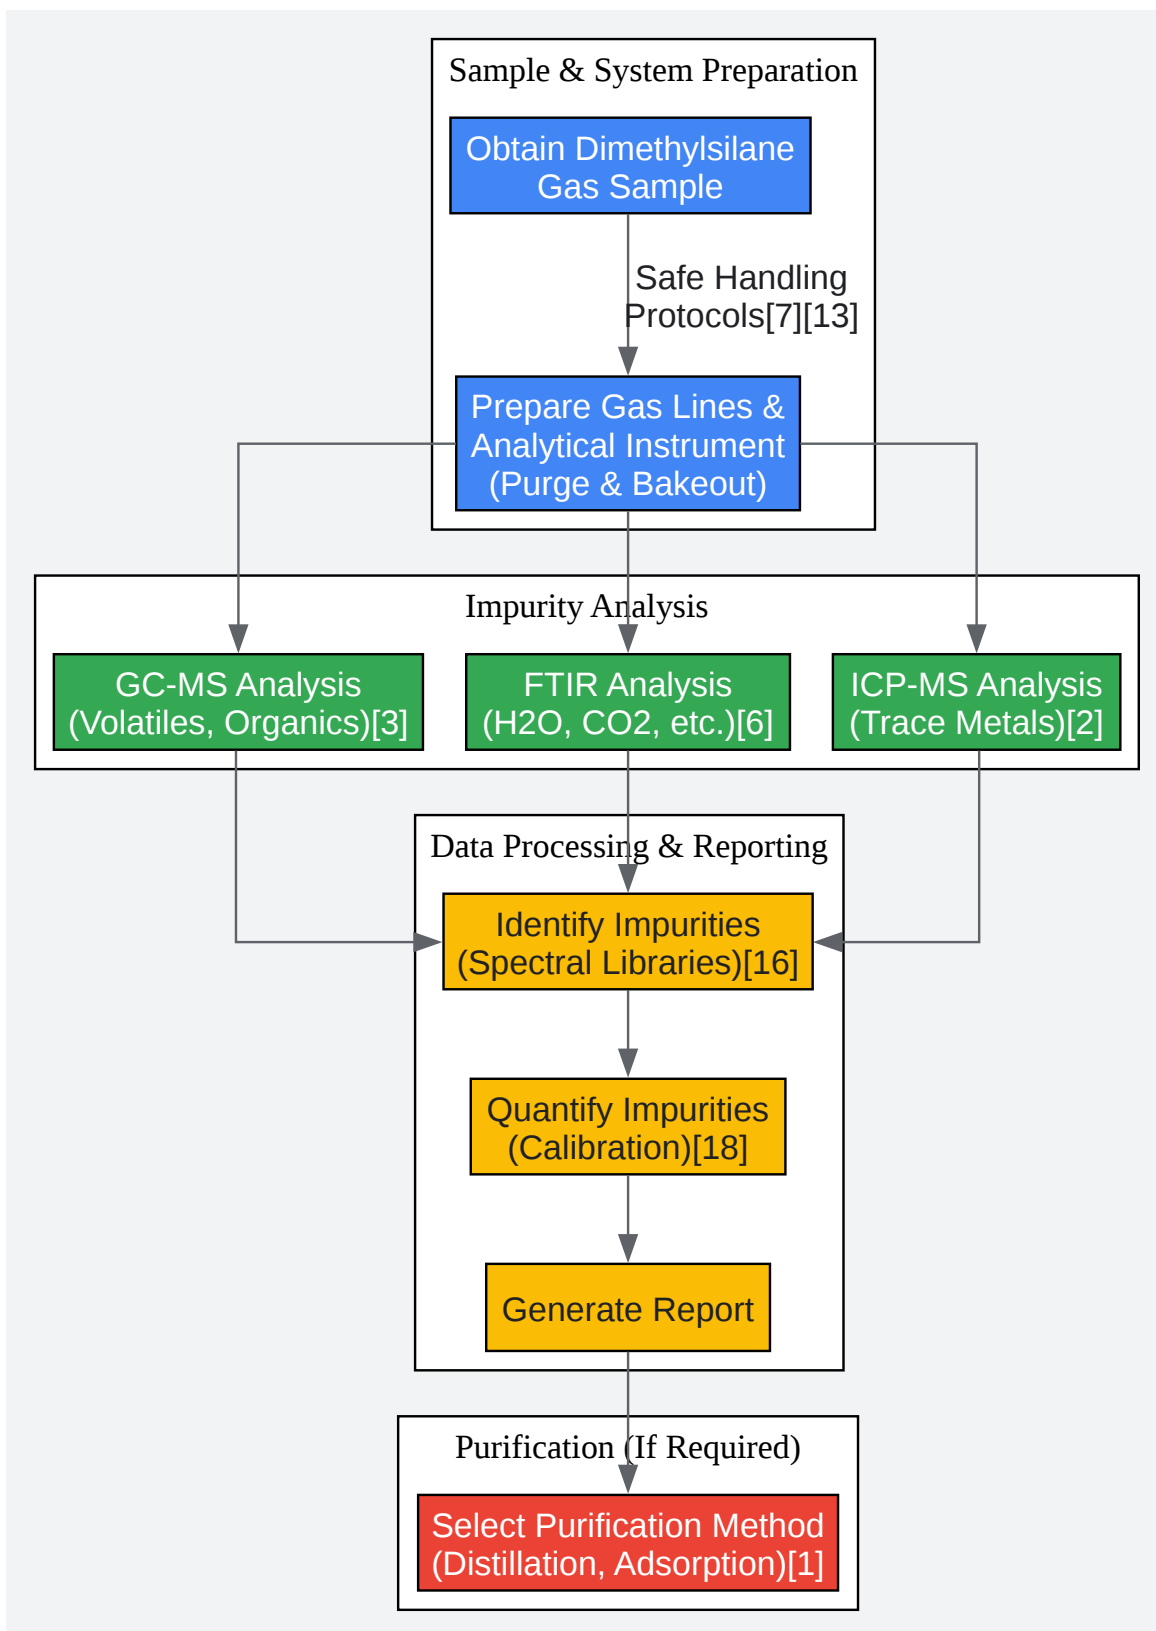 Sample & System Preparation
Obtain Dimethylsilane
Gas Sample
Safe Handling
Protocols[7][13]
Prepare Gas Lines &
Analytical Instrument
(Purge & Bakeout)
Impurity Analysis
GC-MS Analysis
(Volatiles, Organics)[3]
FTIR Analysis
(H2O, CO2, etc.)[6]
ICP-MS Analysis
(Trace Metals)[2]
Data Processing & Reporting
Identify Impurities
(Spectral Libraries)[16]
Quantify Impurities
(Calibration)[18]
Generate Report
Purification (If Required)
Select Purification Method
(Distillation, Adsorption)[1]